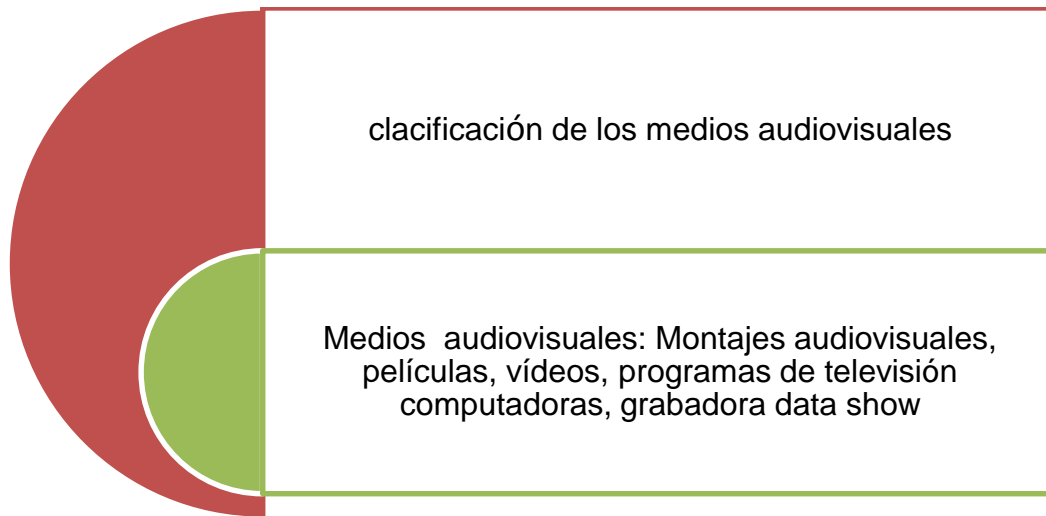 clacificación de los medios audiovisuales
Medios  audiovisuales: Montajes audiovisuales,
películas, vídeos, programas de televisión
computadoras, grabadora data show